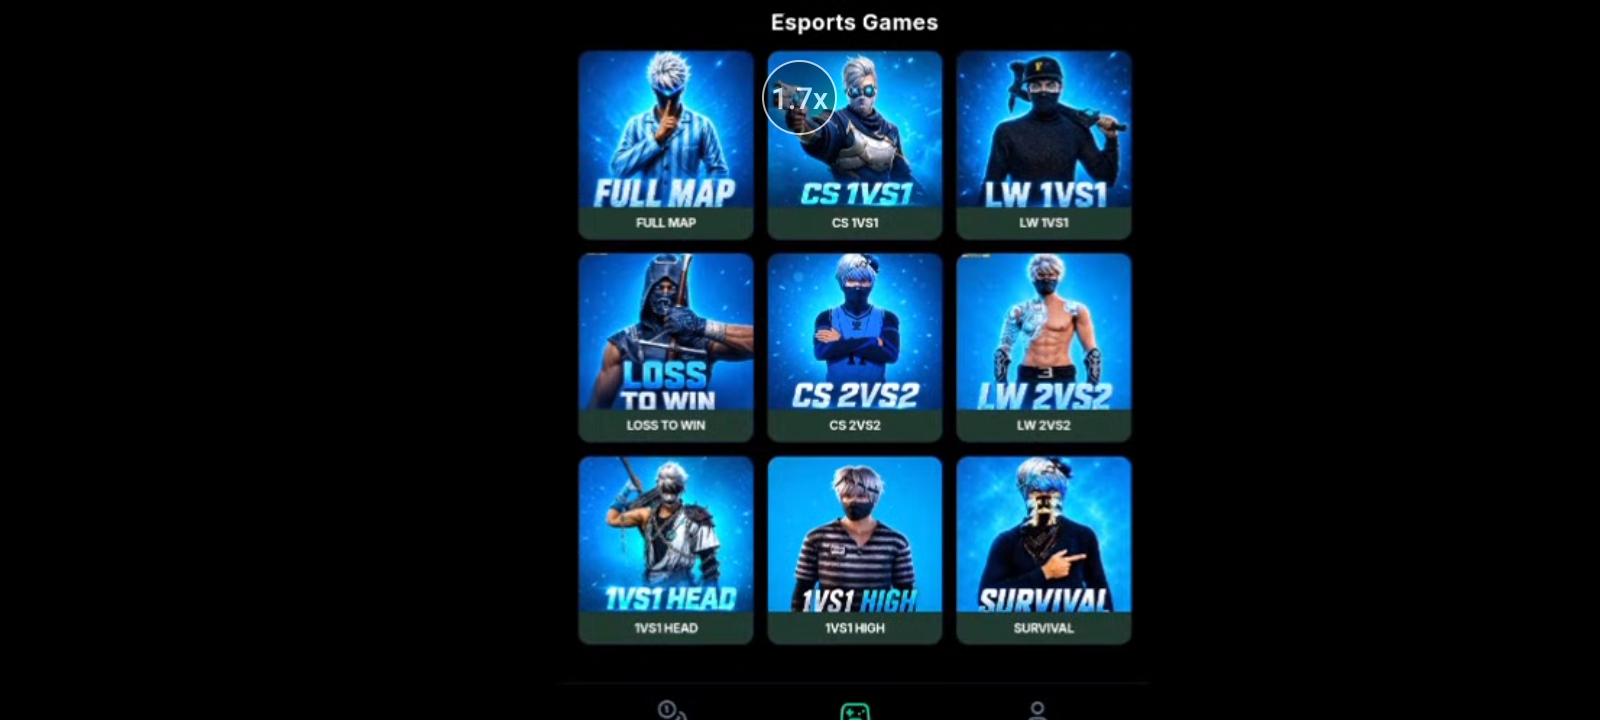 Esports Games
FULL MAP
FULL MAP
1.7x
CS 1VS1
CS 1VS1
LW 1VS1
LW 1VS1
LOSS
TO WIN
LOSS TO WIN
CS 2VS2
CS 2VS2
LW 2VS2
LW 2VS2
1VS1 HEAD
1VS1 HEAD
1VS1 HIGH
1VS1 HIGH
SURVIVAL
SURVIVAL